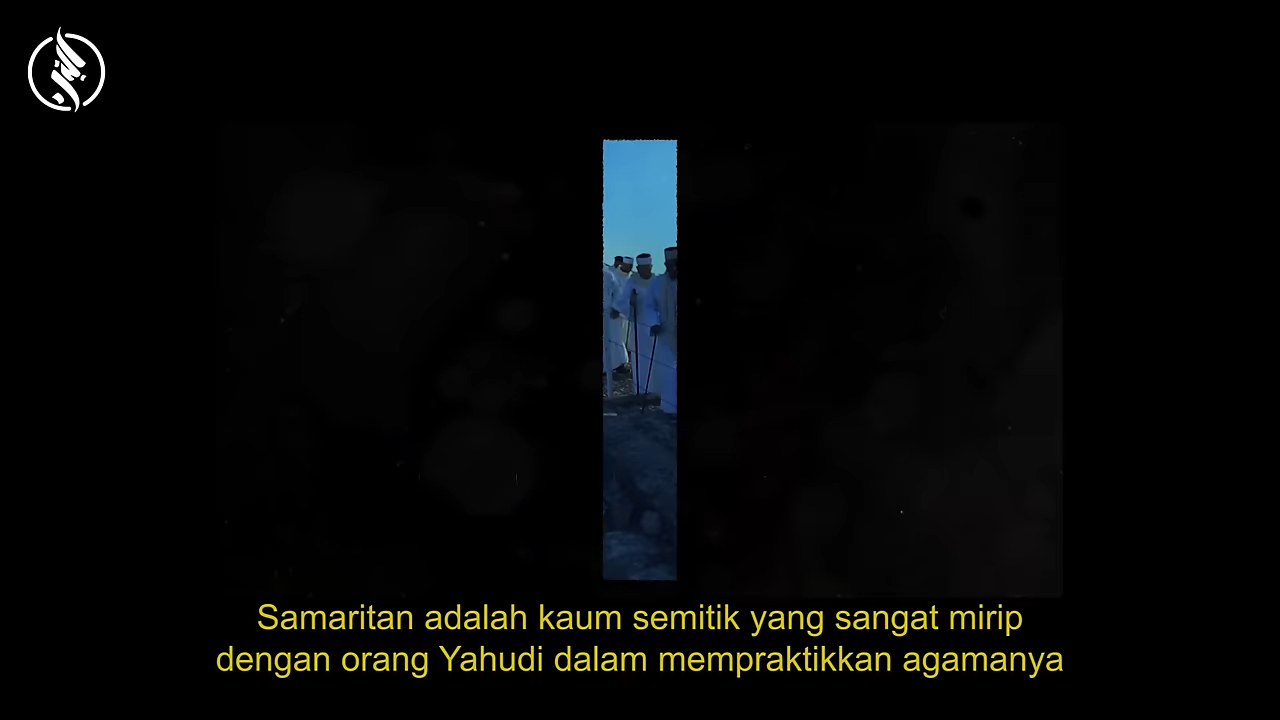 Samaritan adalah kaum semitik yang sangat mirip
dengan orang Yahudi dalam mempraktikkan agamanya